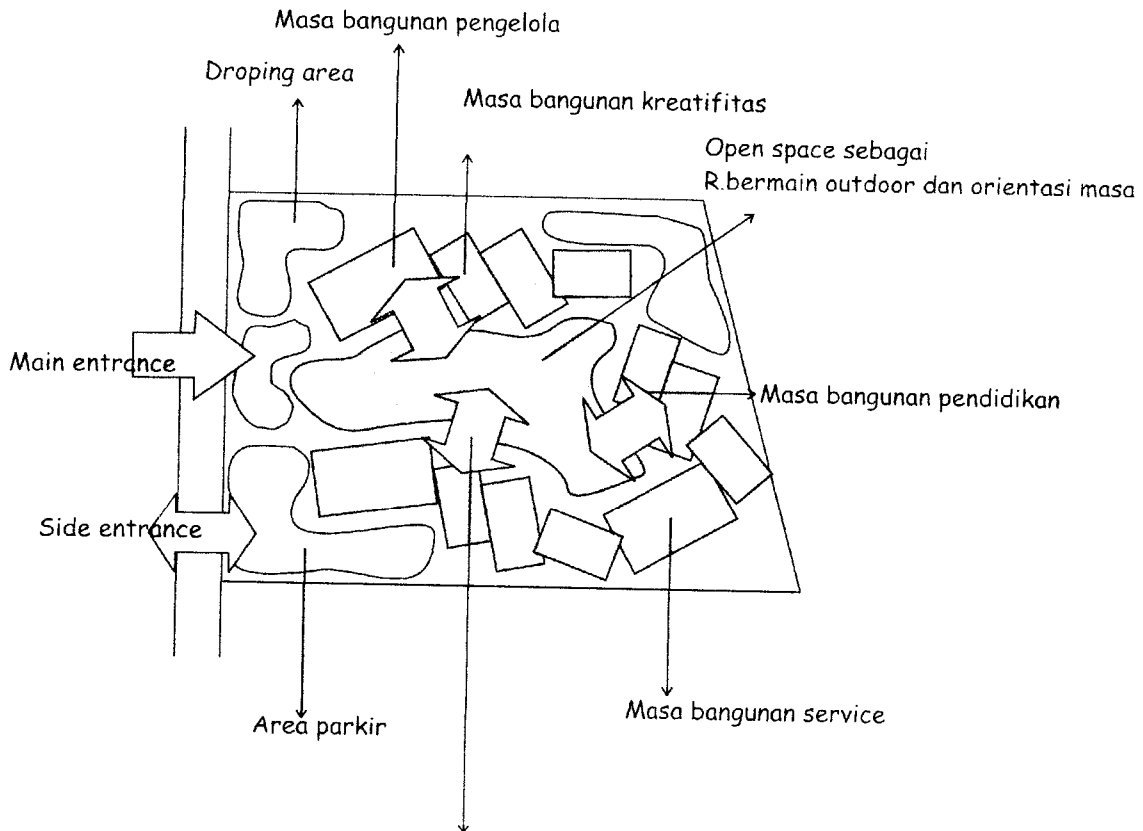 Masa bangunan pengelola
Droping area
Masa bangunan kreatifitas
Open space sebagai
R.bermain outdoor dan orientasi masa
Main entrance
Masa bangunan pendidikan
Side entrance
Area parkir
Masa bangunan service